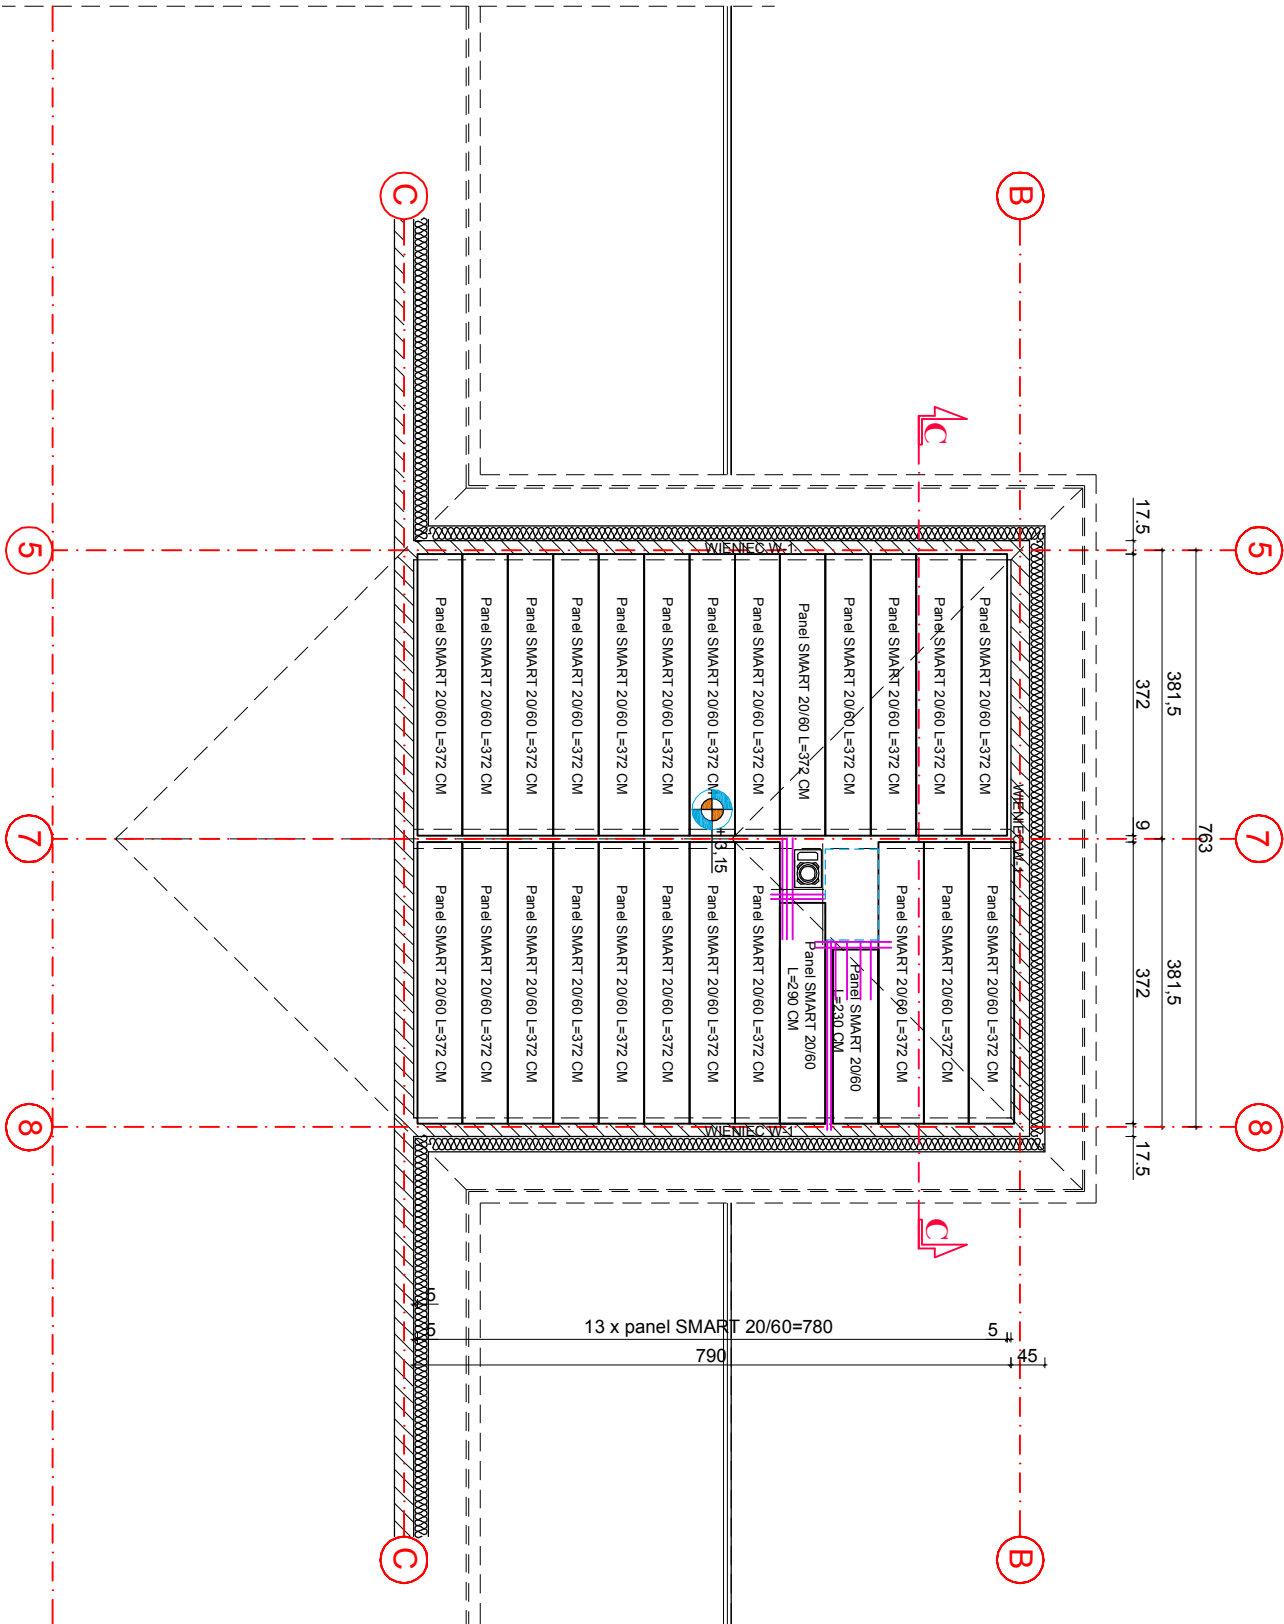 C
B
C
17.5
5
5
WIENIEC W-1
Panel SMART 20/60 L=372 CM
Panel SMART 20/60 L=372 CM
Panel SMART 20/60 L=372 CM
Panel SMART 20/60 L=372 CM
Panel SMART 20/60 L=372 CM
Panel SMART 20/60 L=372 CM
Panel SMART 20/60 L=372 CM
Panel SMART 20/60 L=372 CM
Panel SMART 20/60 L=372 CM
Panel SMART 20/60 L=372 CM
Panel SMART 20/60 L=372 CM
Panel SMART 20/60 L=372 CM
Panel SMART 20/60 L=372 CM
372
381,5
WIENIEC W-1
9
763
7
7
+3,15
Panel SMART 20/60 L=372 CM
Panel SMART 20/60 L=372 CM
Panel SMART 20/60 L=372 CM
Panel SMART 20/60 L=372 CM
Panel SMART 20/60 L=372 CM
Panel SMART 20/60 L=372 CM
Panel SMART 20/60 L=372 CM
Panel SMART 20/60 L=372 CM
Panel SMART 20/60
L=290 CM
Panel SMART 20/60
L=230 CM
Panel SMART 20/60 L=372 CM
Panel SMART 20/60 L=372 CM
Panel SMART 20/60 L=372 CM
372
381,5
8
8
WIENIEC W-1
17.5
C
5
5
13 x panel SMART 20/60=780
5
790
45
C
B